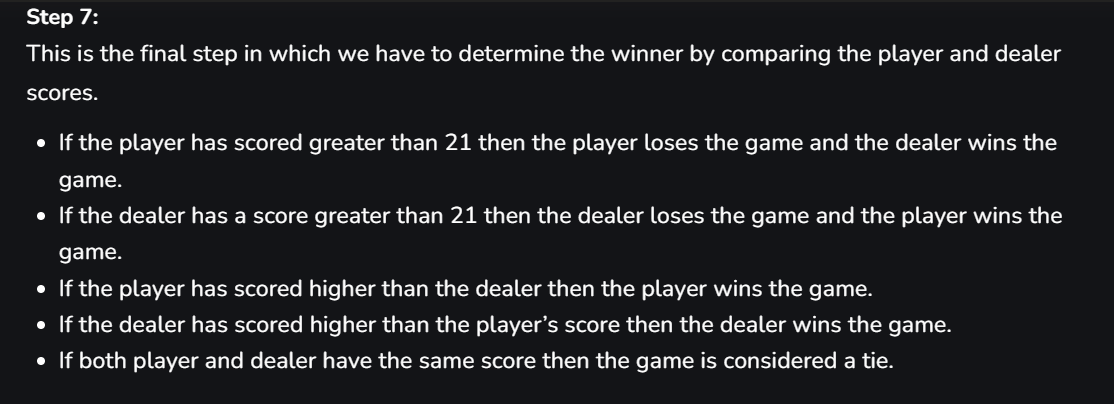 Step 7:
This is the final step in which we have to determine the winner by comparing the player and dealer
scores.
• If the player has scored greater than 21 then the player loses the game and the dealer wins the
game.
• If the dealer has a score greater than 21 then the dealer loses the game and the player wins the
game.
• If the player has scored higher than the dealer then the player wins the game.
• If the dealer has scored higher than the player’s score then the dealer wins the game.
• If both player and dealer have the same score then the game is considered a tie.